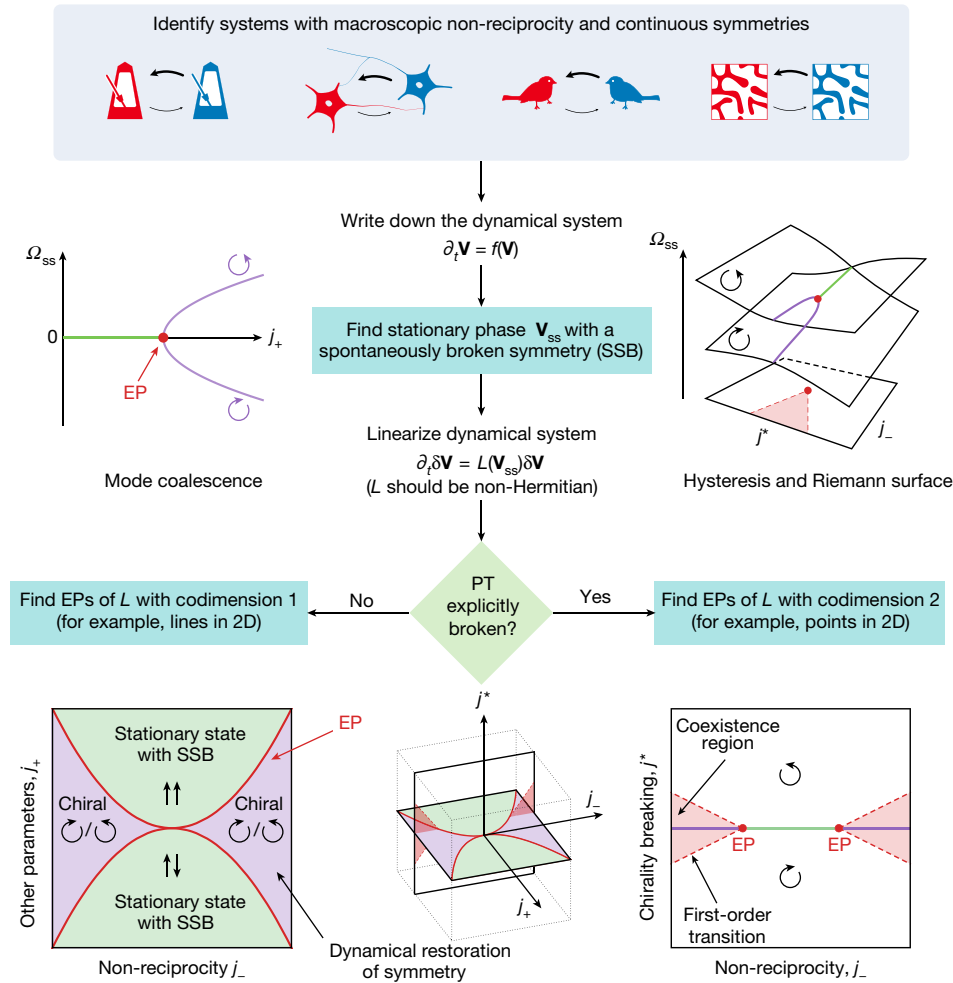 Identify systems with macroscopic non-reciprocity and continuous symmetries
Write down the dynamical system
∂ₜV = f(V)
Ωss
0
j₊
EP
Mode coalescence
Find stationary phase Vss with a
spontaneously broken symmetry (SSB)
Linearize dynamical system
∂ₜδV = L(Vss)δV
(L should be non-Hermitian)
Ωss
j*
j₋
Hysteresis and Riemann surface
PT
explicitly
broken?
No
Yes
Find EPs of L with codimension 1
(for example, lines in 2D)
Find EPs of L with codimension 2
(for example, points in 2D)
Other parameters, j₊
Stationary state
with SSB
EP
Chiral
/
Chiral
/
Stationary state
with SSB
Non-reciprocity j₋
Dynamical restoration
of symmetry
j*
j₋
j₊
Chirality breaking, j*
Coexistence
region
EP
EP
First-order
transition
Non-reciprocity, j₋